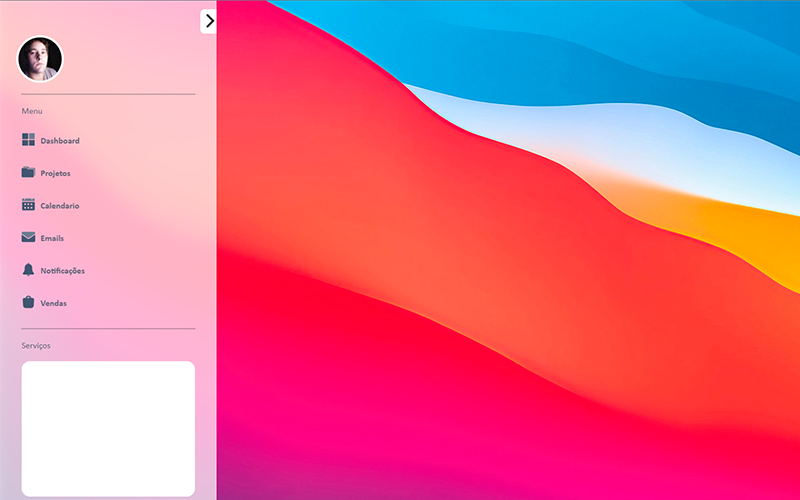 Menu
Dashboard
Projetos
Calendario
Emails
Notificações
Vendas
Serviços